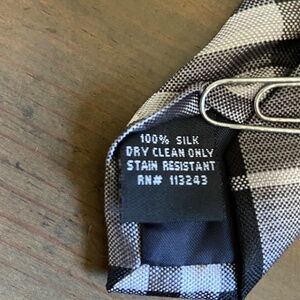 100% SILK
DRY CLEAN ONLY
STAIN RESISTANT
RN# 113243